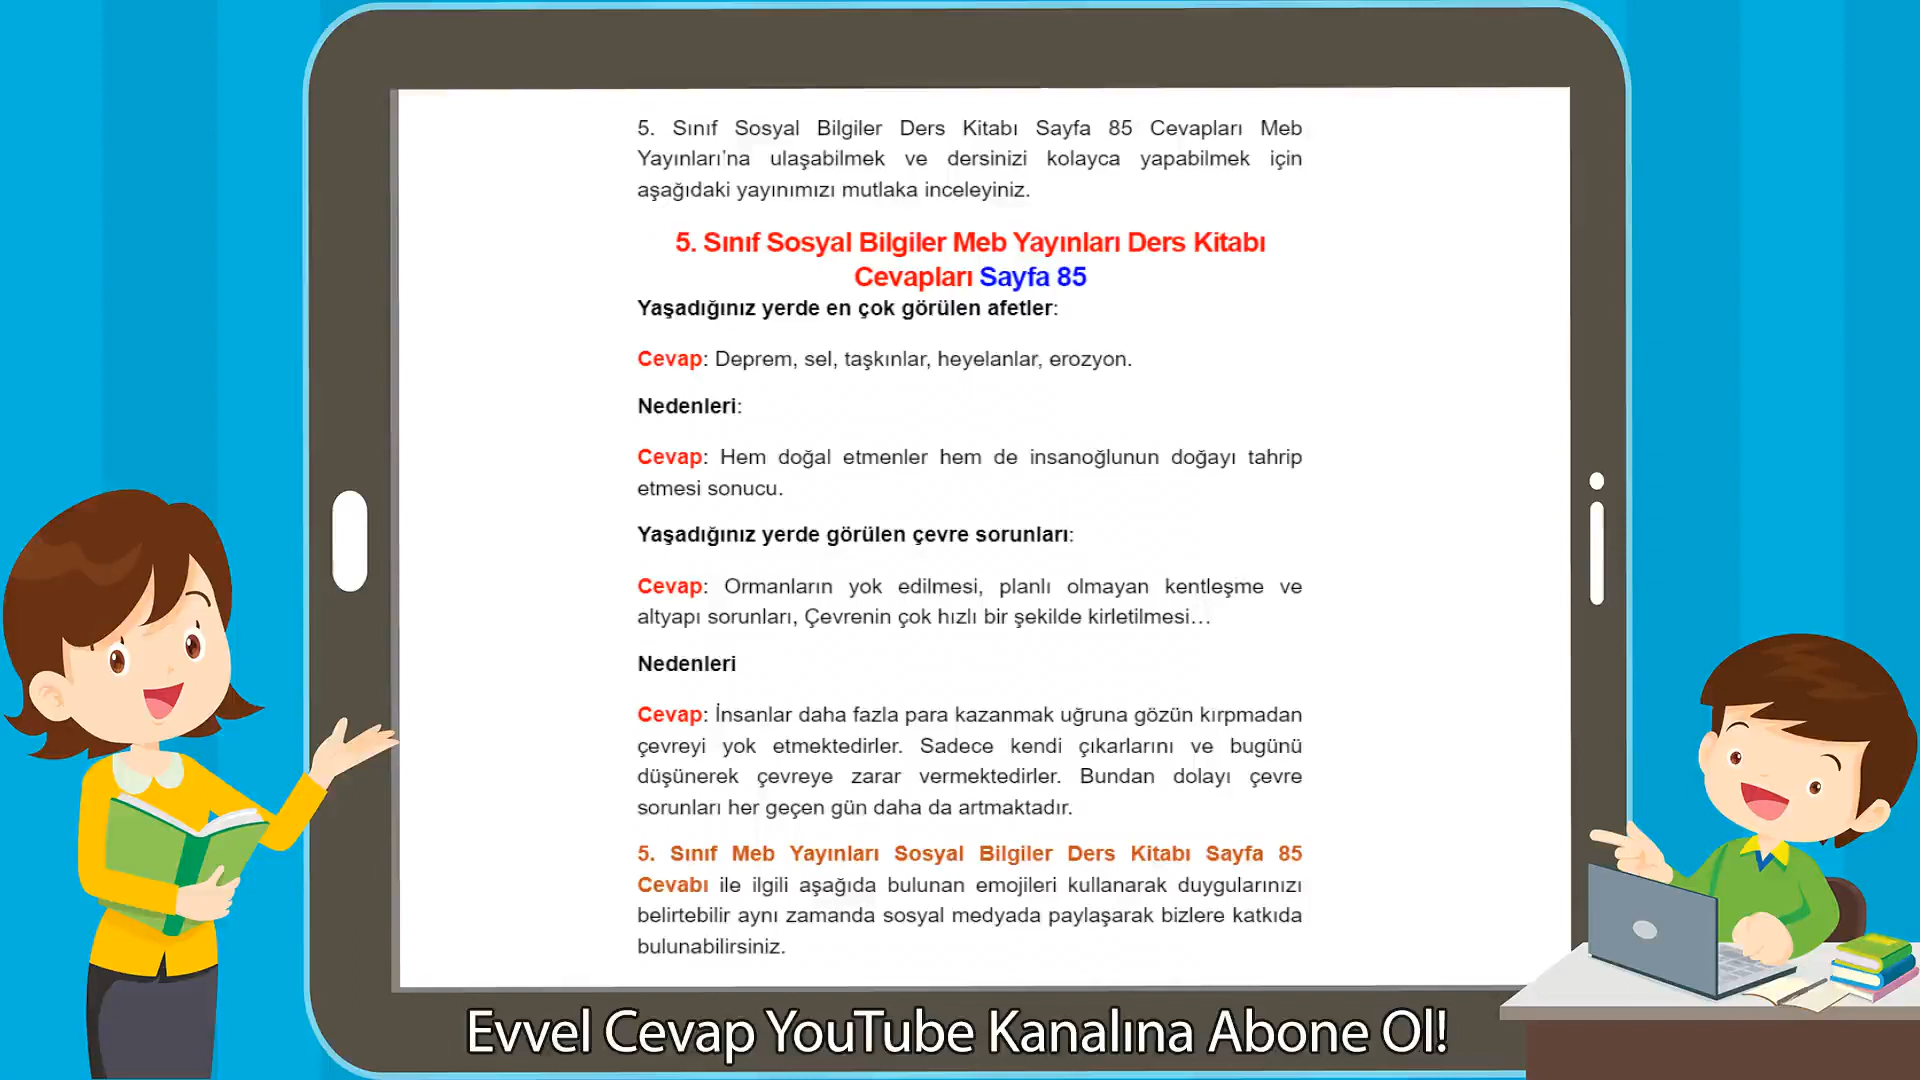 5. Sınıf Sosyal Bilgiler Ders Kitabı Sayfa 85 Cevapları Meb
Yayınları'na ulaşabilmek ve dersinizi kolayca yapabilmek için
aşağıdaki yayınımızı mutlaka inceleyiniz.
5. Sınıf Sosyal Bilgiler Meb Yayınları Ders Kitabı
Cevapları Sayfa 85
Yaşadığınız yerde en çok görülen afetler:
Cevap: Deprem, sel, taşkınlar, heyelanlar, erozyon.
Nedenleri:
Cevap: Hem doğal etmenler hem de insanoğlunun doğayı tahrip
etmesi sonucu.
Yaşadığınız yerde görülen çevre sorunları:
Cevap: Ormanların yok edilmesi, planlı olmayan kentleşme ve
altyapı sorunları, Çevrenin çok hızlı bir şekilde kirletilmesi…
Nedenleri
Cevap: İnsanlar daha fazla para kazanmak uğruna gözün kırpmadan
çevreyi yok etmektedirler. Sadece kendi çıkarlarını ve bugünü
düşünerek çevreye zarar vermektedirler. Bundan dolayı çevre
sorunları her geçen gün daha da artmaktadır.
5. Sınıf Meb Yayınları Sosyal Bilgiler Ders Kitabı Sayfa 85
Cevabı ile ilgili aşağıda bulunan emojileri kullanarak duygularınızı
belirtebilir aynı zamanda sosyal medyada paylaşarak bizlere katkıda
bulunabilirsiniz.
Evvel Cevap YouTube Kanalına Abone Ol!